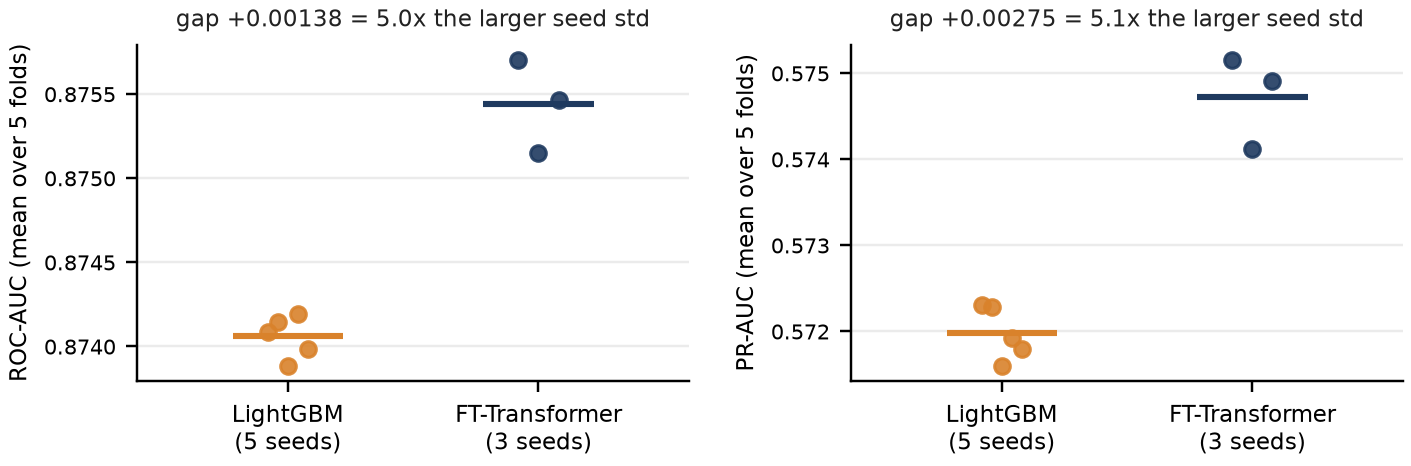 gap +0.00138 = 5.0x the larger seed std
ROC-AUC (mean over 5 folds)
0.8755
0.8750
0.8745
0.8740
LightGBM
(5 seeds)
FT-Transformer
(3 seeds)
gap +0.00275 = 5.1x the larger seed std
PR-AUC (mean over 5 folds)
0.575
0.574
0.573
0.572
LightGBM
(5 seeds)
FT-Transformer
(3 seeds)